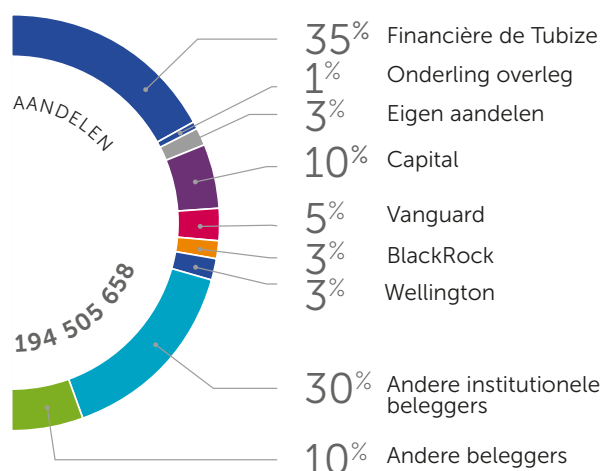 35% Financière de Tubize
1% Onderling overleg
3% Eigen aandelen
10% Capital
5% Vanguard
3% BlackRock
3% Wellington
30% Andere institutionele
beleggers
10% Andere beleggers
AANDELEN
194 505 658